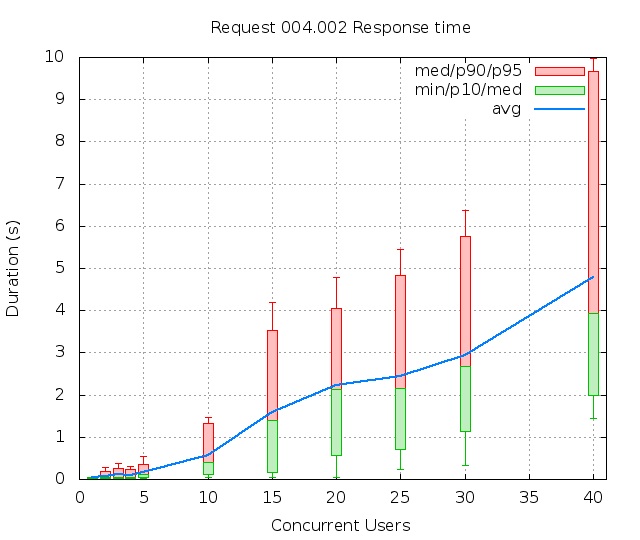 Request 004.002 Response time
med/p90/p95
min/p10/med
avg
10
9
8
7
6
5
4
3
2
1
0
Duration (s)
0 5 10 15 20 25 30 35 40
Concurrent Users